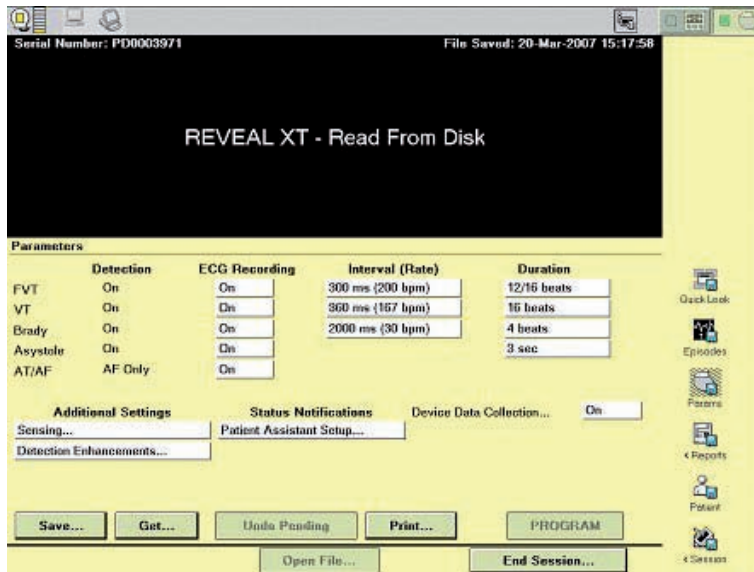 Serial Number: PD0003971 File Saved: 20-Mar-2007 15:17:58
REVEAL XT - Read From Disk
Parameters
Detection ECG Recording Interval (Rate) Duration
FVT On On 300 ms (200 bpm) 12/16 beats
VT On On 360 ms (167 bpm) 16 beats
Brady On On 2000 ms (30 bpm) 4 beats
Asystole On On 3 sec
AT/AF AF Only On
Additional Settings Status Notifications Device Data Collection... On
Sensing... Patient Assistant Setup...
Detection Enhancements...
Save... Get... Undo Pending Print... PROGRAM
Open File... End Session...
Quick Look
Episodes
Params
< Reports
Patient
< Session